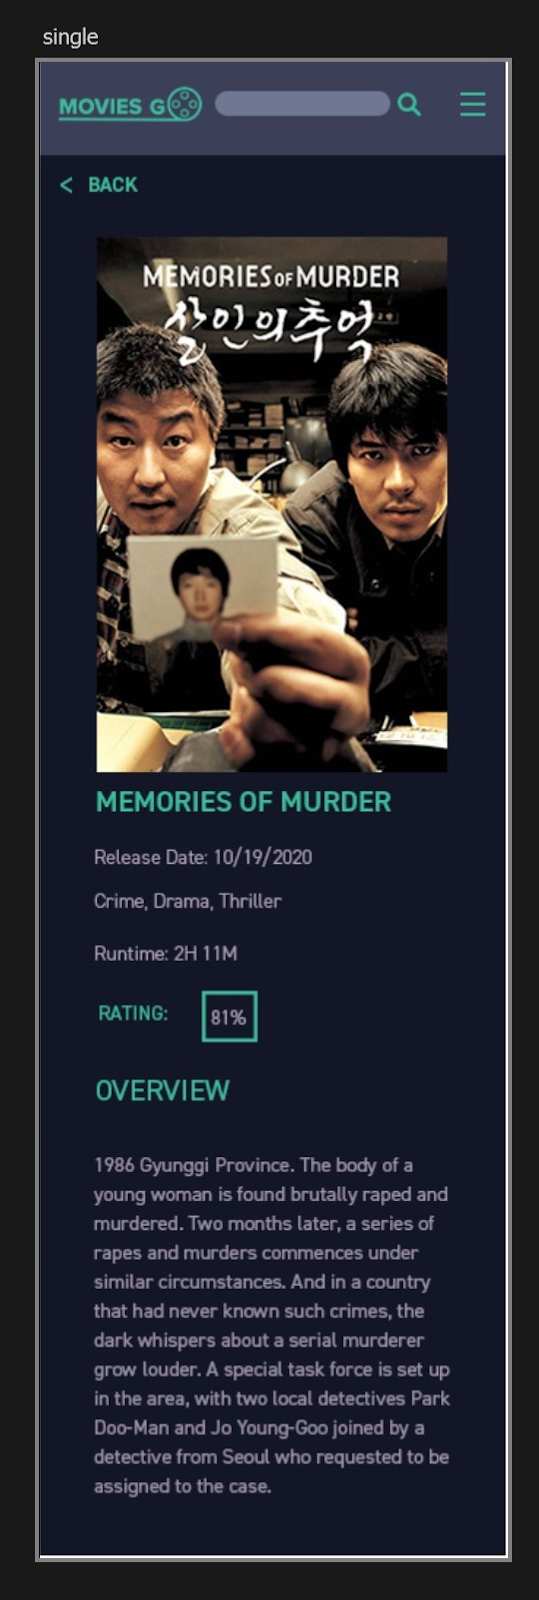 single
MOVIES GO
< BACK
MEMORIES OF MURDER
살인의추억
MEMORIES OF MURDER
Release Date: 10/19/2020
Crime, Drama, Thriller
Runtime: 2H 11M
RATING: 81%
OVERVIEW
1986 Gyunggi Province. The body of a
young woman is found brutally raped and
murdered. Two months later, a series of
rapes and murders commences under
similar circumstances. And in a country
that had never known such crimes, the
dark whispers about a serial murderer
grow louder. A special task force is set up
in the area, with two local detectives Park
Doo-Man and Jo Young-Goo joined by a
detective from Seoul who requested to be
assigned to the case.